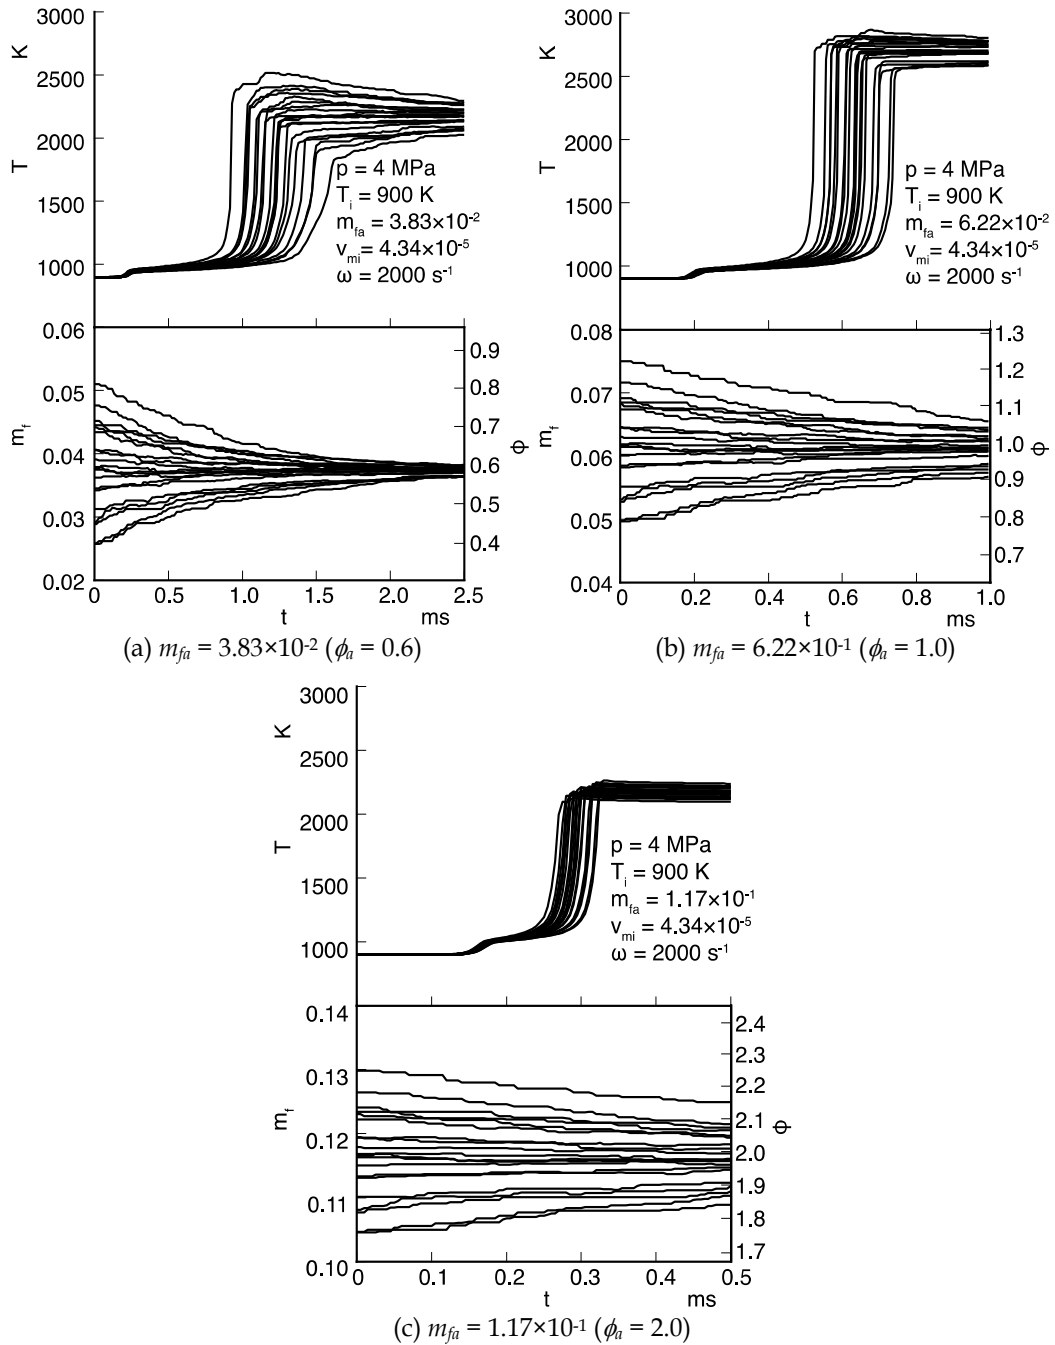 3000
K
2500
2000
T
1500
1000
p = 4 MPa
T_i = 900 K
m_fa = 3.83×10^-2
v_mi = 4.34×10^-5
ω = 2000 s^-1
0.06
0.05
m_f
0.04
0.03
0.02
0.9
0.8
0.7
0.6
ϕ
0.5
0.4
0 0.5 1.0 1.5 2.0 2.5
t ms
(a) m_fa = 3.83×10^-2 (ϕ_a = 0.6)
3000
K
2500
2000
T
1500
1000
p = 4 MPa
T_i = 900 K
m_fa = 6.22×10^-2
v_mi = 4.34×10^-5
ω = 2000 s^-1
0.08
0.07
m_f
0.06
0.05
0.04
1.3
1.2
1.1
1.0
ϕ
0.9
0.8
0.7
0 0.2 0.4 0.6 0.8 1.0
t ms
(b) m_fa = 6.22×10^-1 (ϕ_a = 1.0)
3000
K
2500
2000
T
1500
1000
p = 4 MPa
T_i = 900 K
m_fa = 1.17×10^-1
v_mi = 4.34×10^-5
ω = 2000 s^-1
0.14
0.13
m_f
0.12
0.11
0.10
2.4
2.3
2.2
2.1
ϕ
2.0
1.9
1.8
1.7
0 0.1 0.2 0.3 0.4 0.5
t ms
(c) m_fa = 1.17×10^-1 (ϕ_a = 2.0)